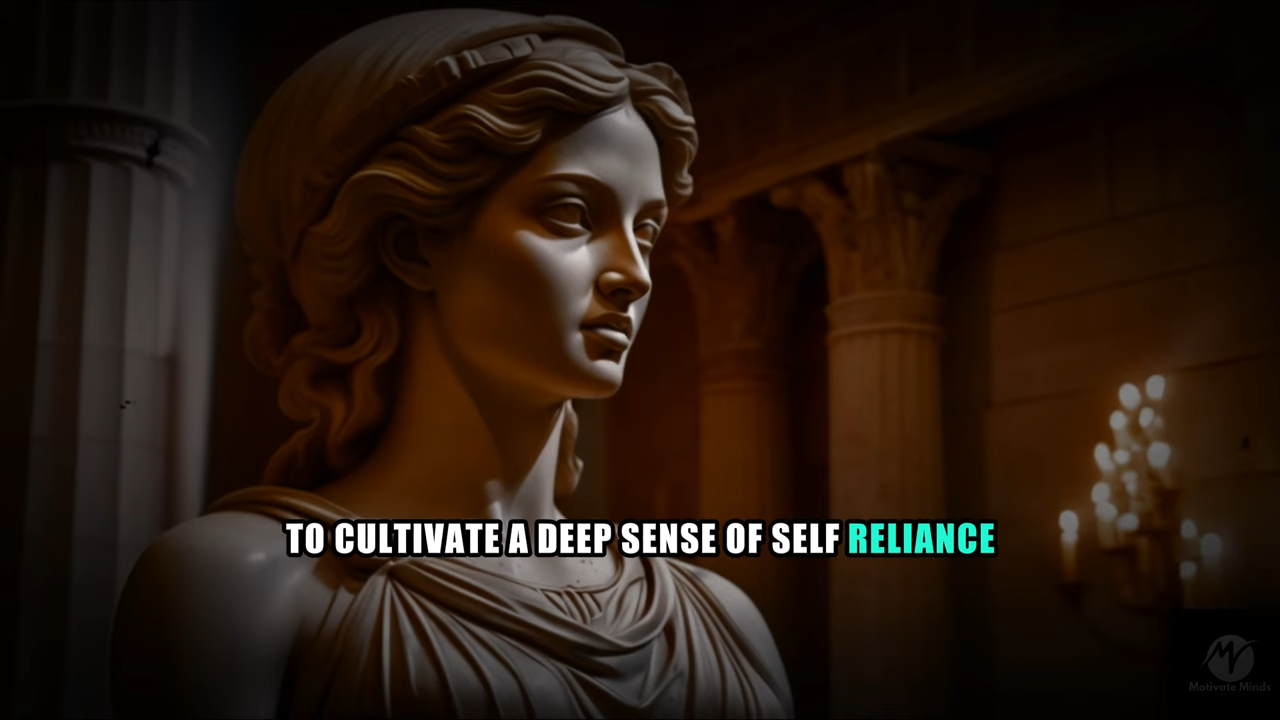 TO CULTIVATE A DEEP SENSE OF SELF RELIANCE
Motivate Minds